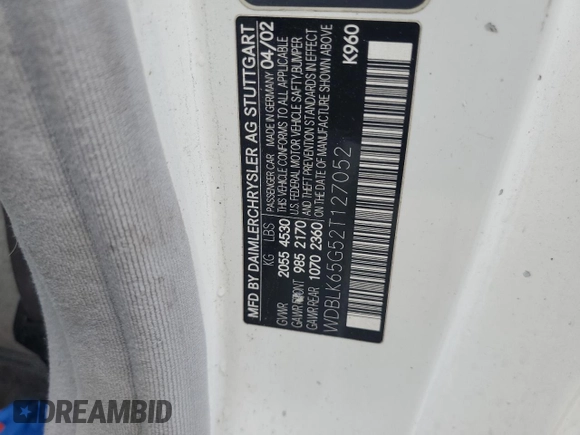 MFD BY DAIMLERCHRYSLER AG STUTTGART
PASSENGER CAR MADE IN GERMANY 04/02
KG LBS
THIS VEHICLE CONFORMS TO ALL APPLICABLE
GVWR 2055 4530
U.S. FEDERAL MOTOR VEHICLE SAFTY, BUMPER,
GAWR FRONT 985 2170
AND THEFT PREVENTION STANDARDS IN EFFECT
GAWR REAR 1070 2360
ON THE DATE OF MANUFACTURE SHOWN ABOVE
WDBLK65G52T127052
K960
DREAMBID